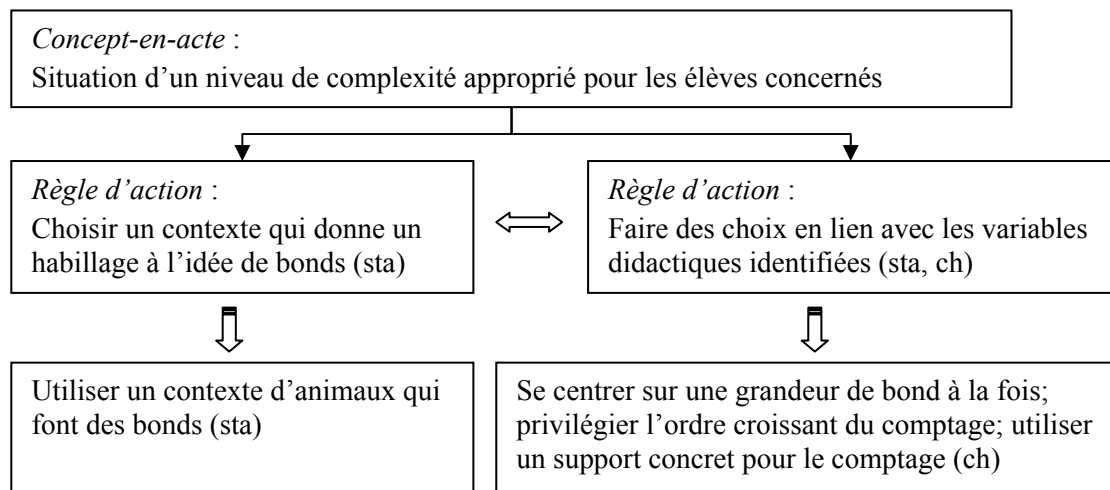 Concept-en-acte :
Situation d’un niveau de complexité approprié pour les élèves concernés
Règle d’action :
Choisir un contexte qui donne un
habillage à l’idée de bonds (sta)
Règle d’action :
Faire des choix en lien avec les variables
didactiques identifiées (sta, ch)
Utiliser un contexte d’animaux qui
font des bonds (sta)
Se centrer sur une grandeur de bond à la fois;
privilégier l’ordre croissant du comptage; utiliser
un support concret pour le comptage (ch)